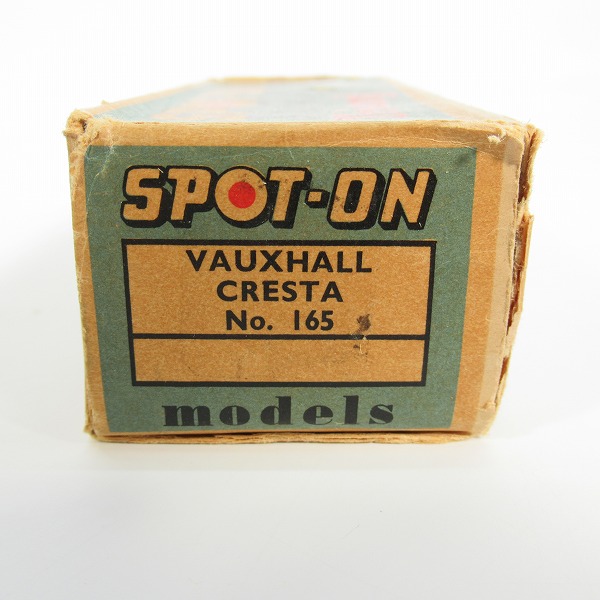 SPOT-ON
VAUXHALL
CRESTA
No. 165
models